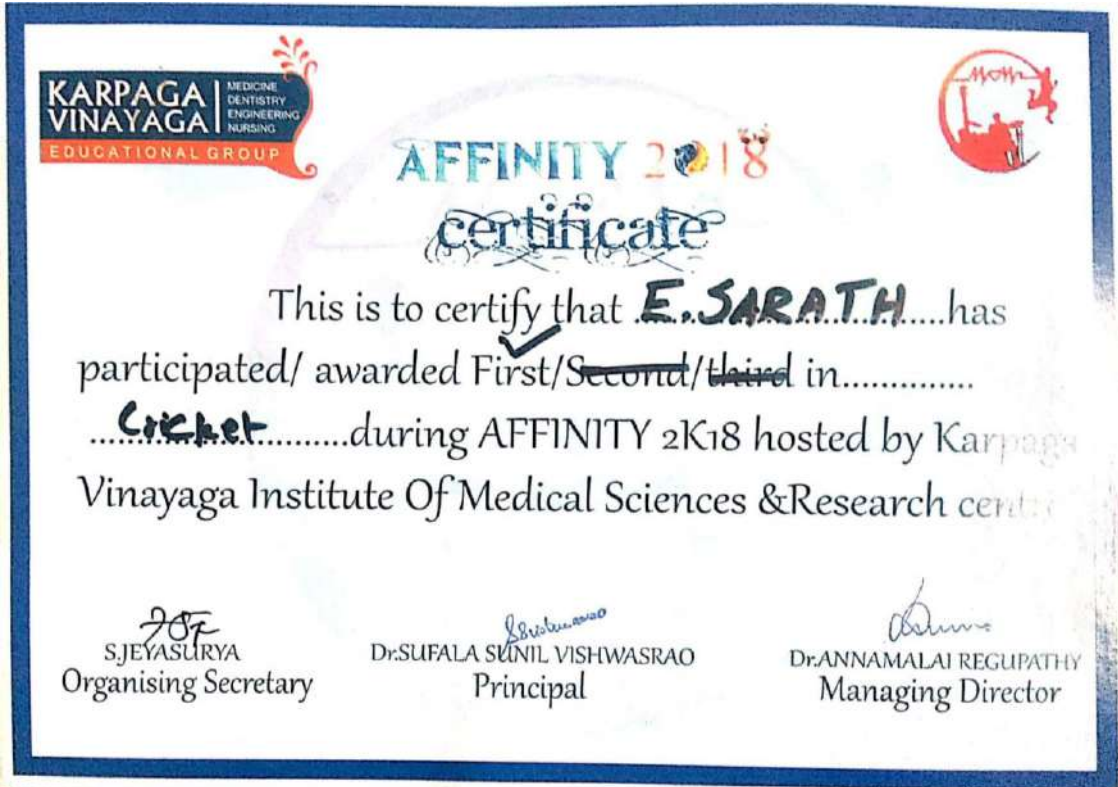 KARPAGA
VINAYAGA
MEDICINE
DENTISTRY
ENGINEERING
NURSING
EDUCATIONAL GROUP
AFFINITY 2018
certificate
This is to certify that E. SARATH has
participated/ awarded First/Second/third in..............
Cricket..........during AFFINITY 2K18 hosted by Karpaga
Vinayaga Institute Of Medical Sciences &Research centre
S.JEYASURYA
Organising Secretary
Dr.SUFALA SUNIL VISHWASRAO
Principal
Dr.ANNAMALAI REGUPATHY
Managing Director